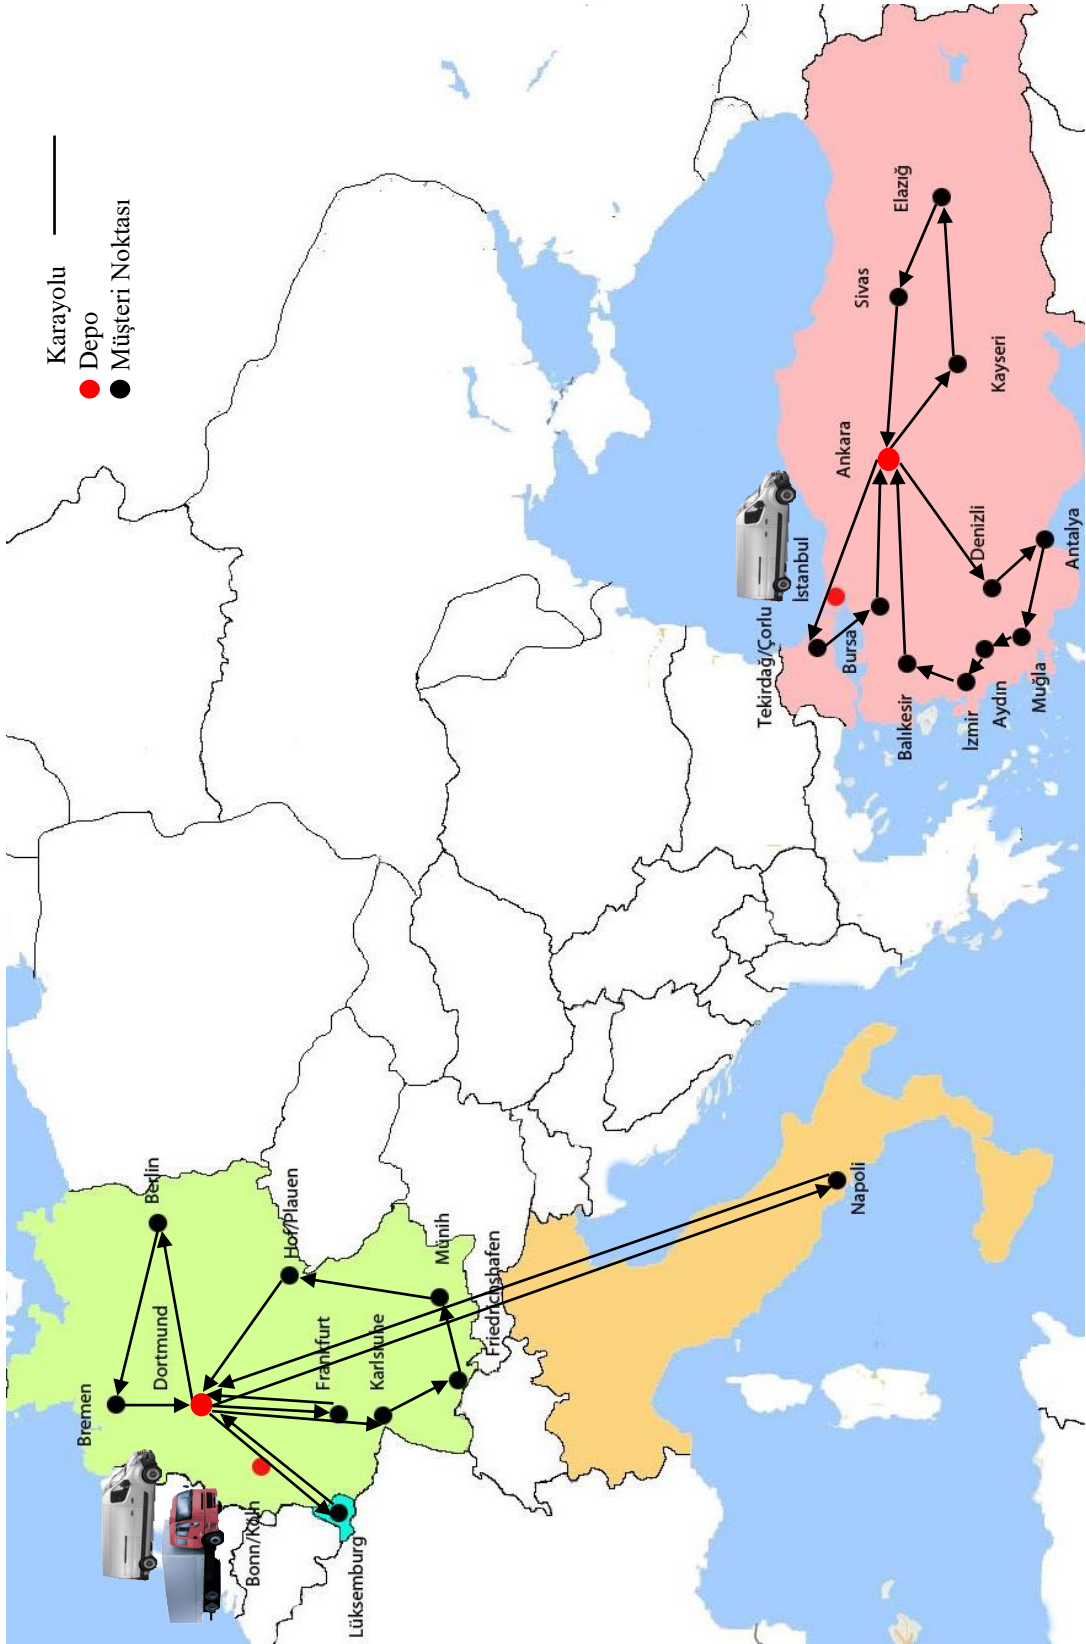 Karayolu
Depo
Müşteri Noktası
Bremen
Dortmund
Berlin
Bonn/Köln
Hof/Plauen
Lüksemburg
Frankfurt
Karlsruhe
Münih
Friedrichshafen
Napoli
Tekirdağ/Çorlu
İstanbul
Bursa
Ankara
Sivas
Elazığ
Kayseri
Balıkesir
İzmir
Aydın
Muğla
Denizli
Antalya